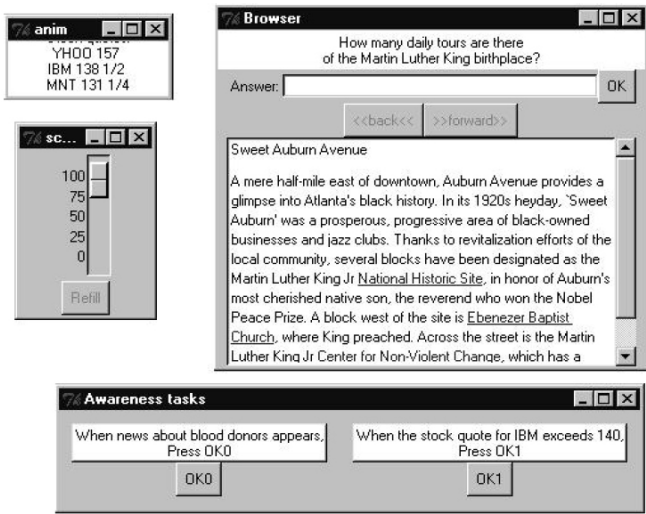 anim
YHOO 157
IBM 138 1/2
MNT 131 1/4
sc...
100
75
50
25
0
Refill
Browser
How many daily tours are there
of the Martin Luther King birthplace?
Answer:
OK
<<back<<
>>forward>>
Sweet Auburn Avenue
A mere half-mile east of downtown, Auburn Avenue provides a
glimpse into Atlanta's black history. In its 1920s heyday, `Sweet
Auburn' was a prosperous, progressive area of black-owned
businesses and jazz clubs. Thanks to revitalization efforts of the
local community, several blocks have been designated as the
Martin Luther King Jr National Historic Site, in honor of Auburn's
most cherished native son, the reverend who won the Nobel
Peace Prize. A block west of the site is Ebenezer Baptist
Church, where King preached. Across the street is the Martin
Luther King Jr Center for Non-Violent Change, which has a
Awareness tasks
When news about blood donors appears,
Press OK0
OK0
When the stock quote for IBM exceeds 140,
Press OK1
OK1